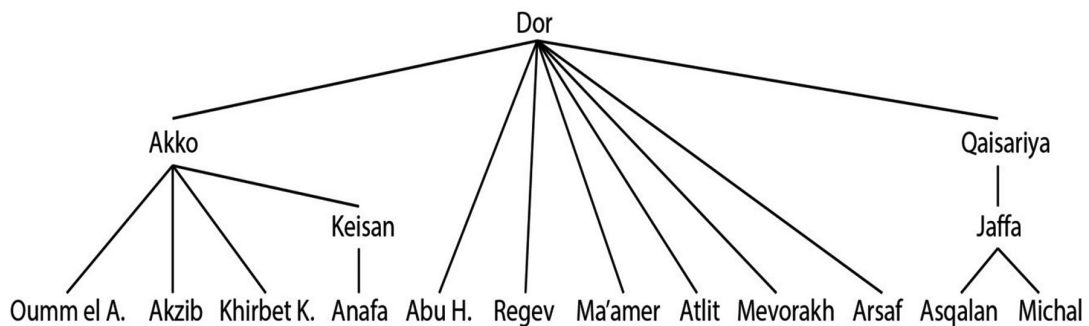 Dor
Akko
Qaisariya
Keisan
Jaffa
Oumm el A. Akzib Khirbet K. Anafa Abu H. Regev Ma'amer Atlit Mevorakh Arsaf Asqalan Michal